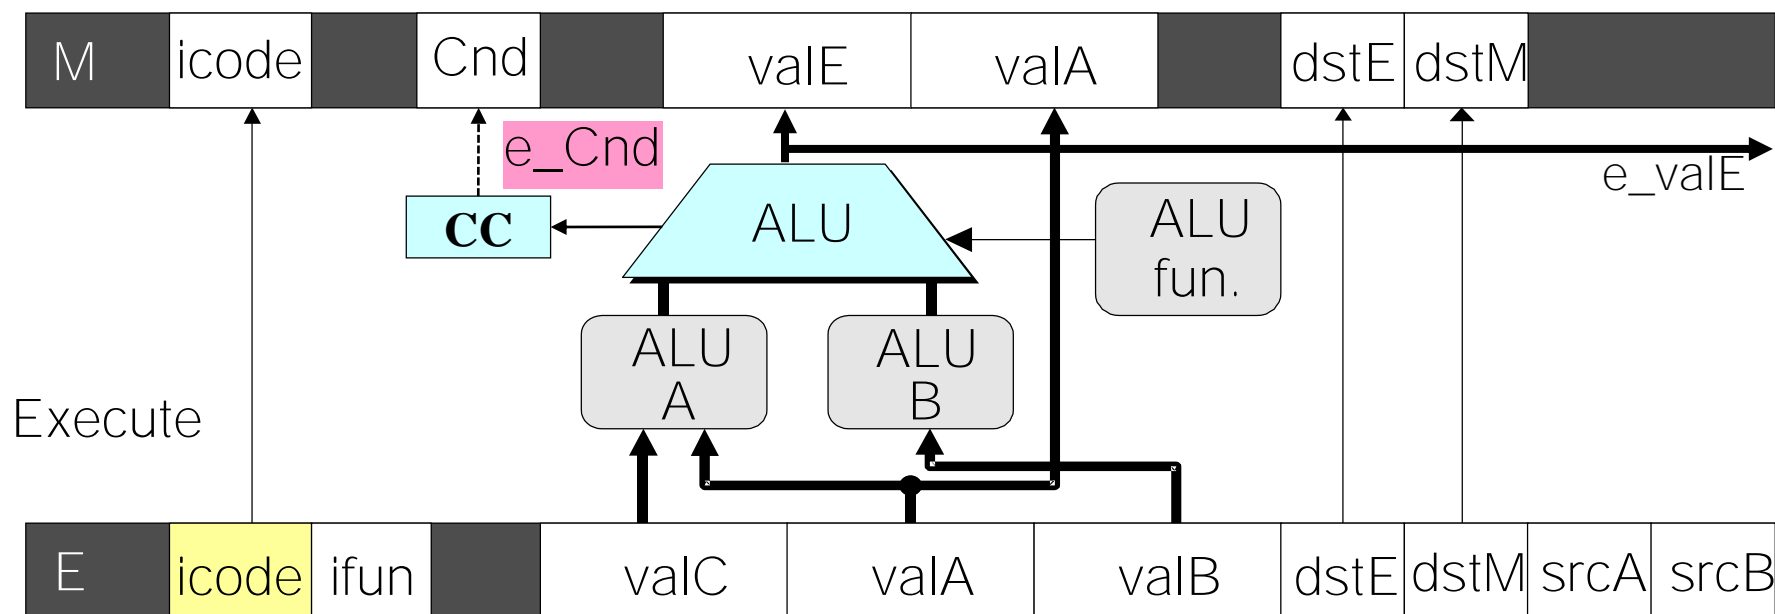 M icode Cnd valE valA dstE dstM
e_Cnd
e_valE
CC
ALU
ALU
fun.
ALU
A
ALU
B
Execute
E icode ifun valC valA valB dstE dstM srcA srcB